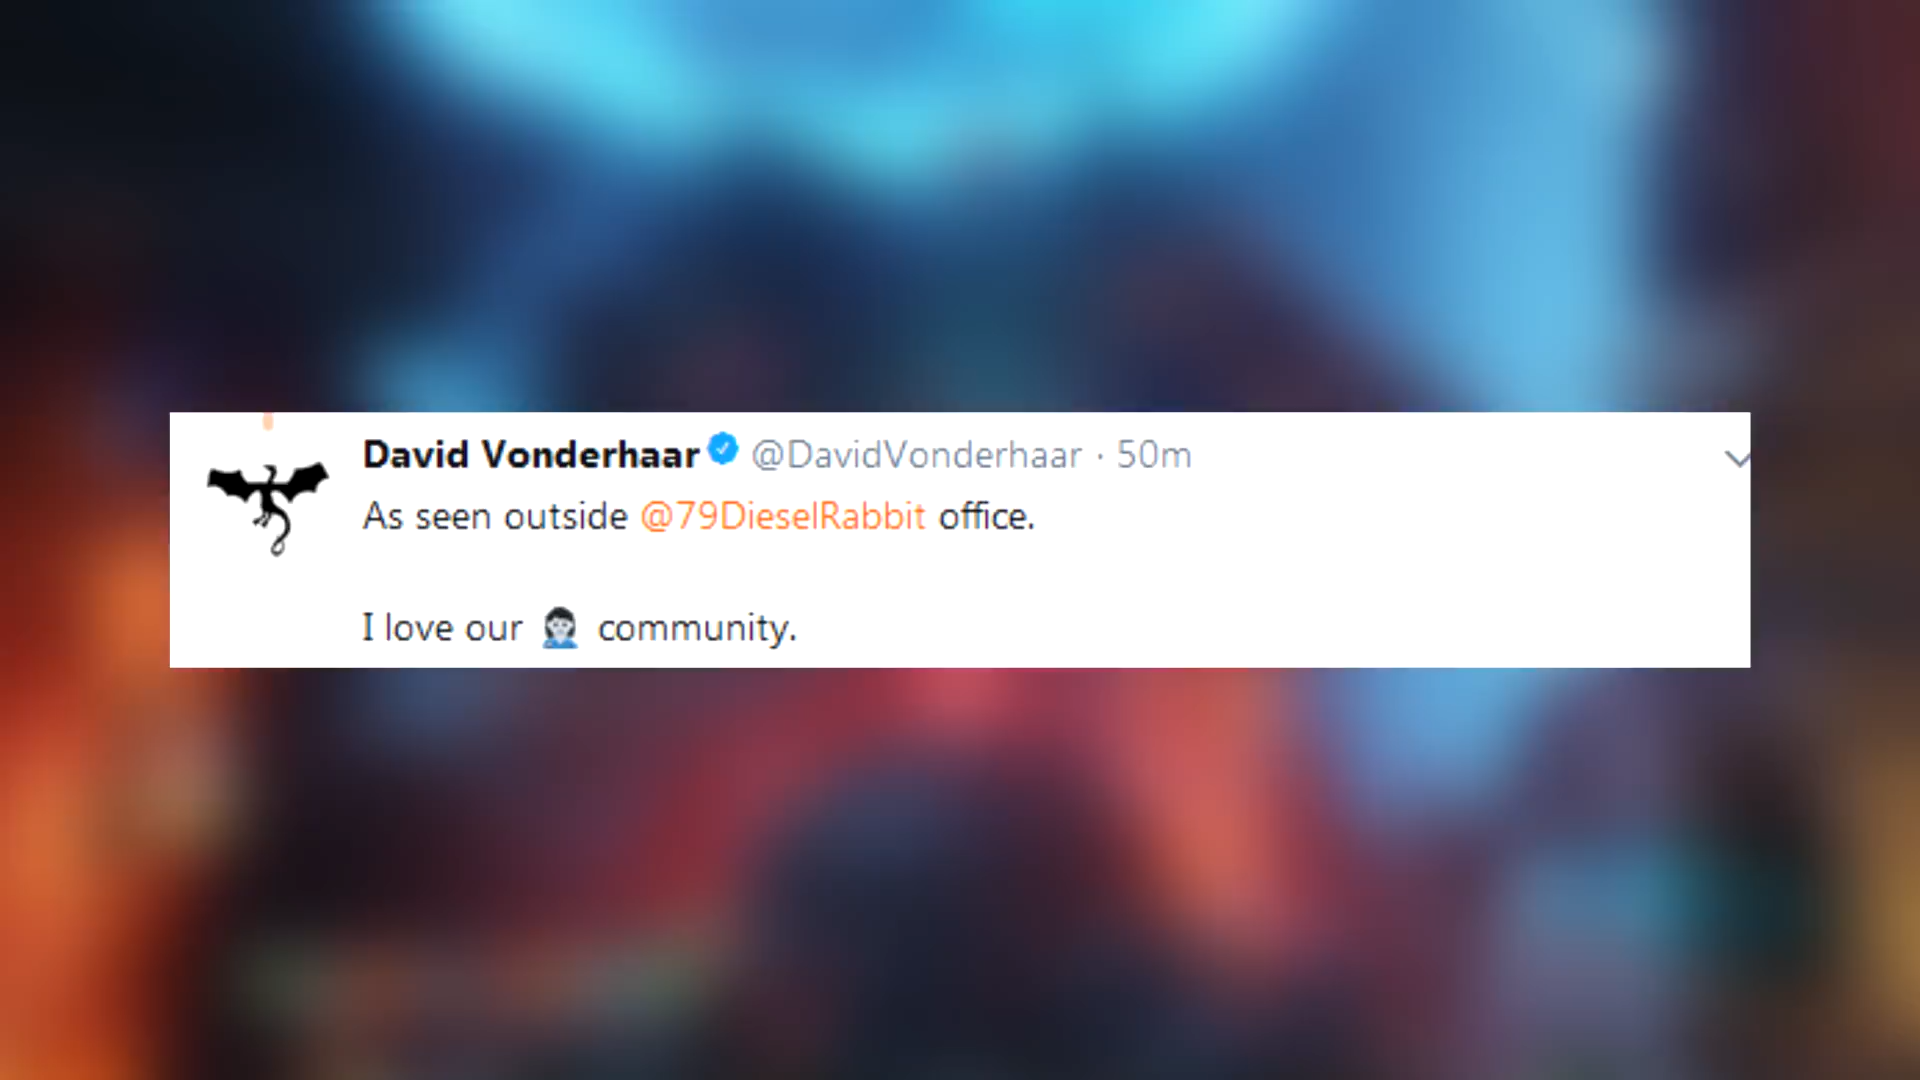 David Vonderhaar @DavidVonderhaar · 50m
As seen outside @79DieselRabbit office.
I love our 🧛🏻‍♂️ community.